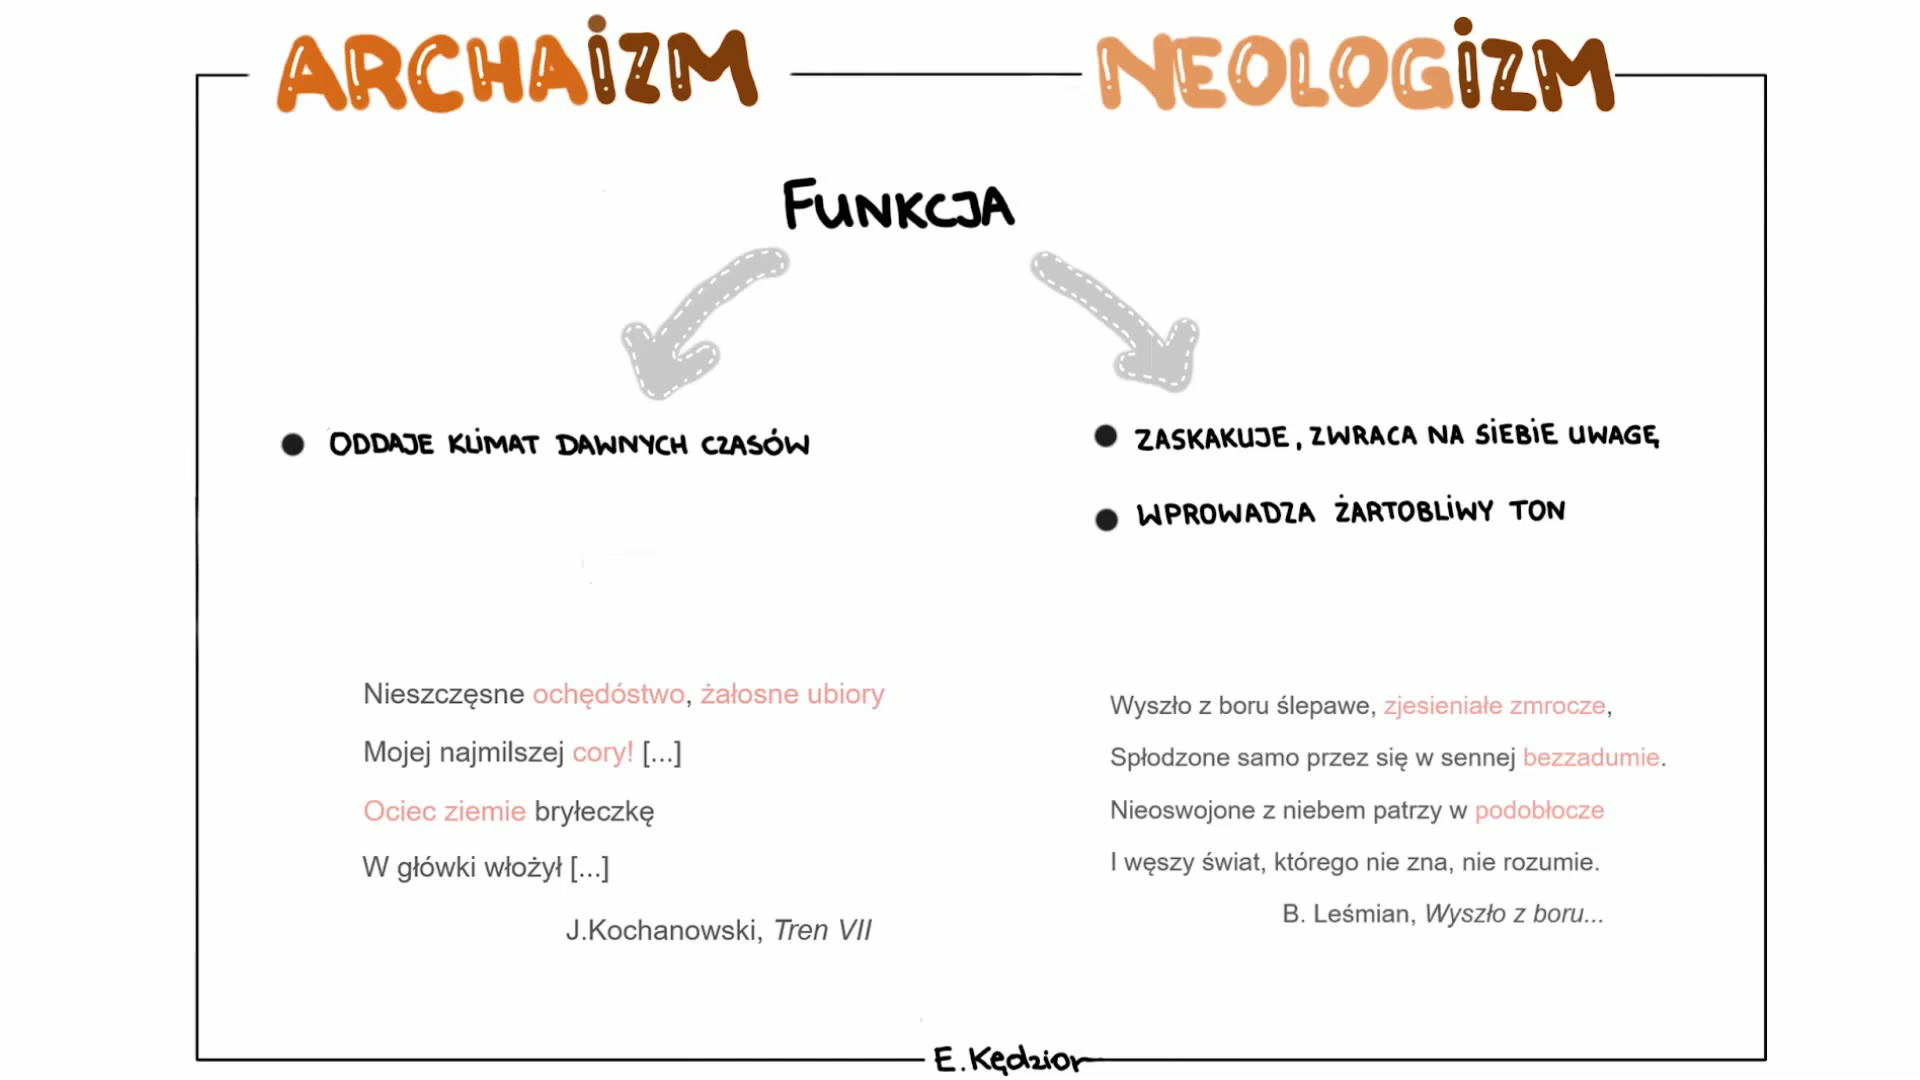 ARCHAIZM
NEOLOGIZM
FUNKCJA
ODDAJE KLIMAT DAWNYCH CZASÓW
ZASKAKUJE, ZWRACA NA SIEBIE UWAGĘ
WPROWADZA ŻARTOBLIWY TON
Nieszczęsne ochędóstwo, żałosne ubiory
Mojej najmilszej cory! [...]
Ociec ziemie bryłeczkę
W główki włożył [...]
J.Kochanowski, Tren VII
Wyszło z boru ślepawe, zjesieniałe zmrocze,
Spłodzone samo przez się w sennej bezzadumie.
Nieoswojone z niebem patrzy w podobłocze
I węszy świat, którego nie zna, nie rozumie.
B. Leśmian, Wyszło z boru...
E. Kędzior